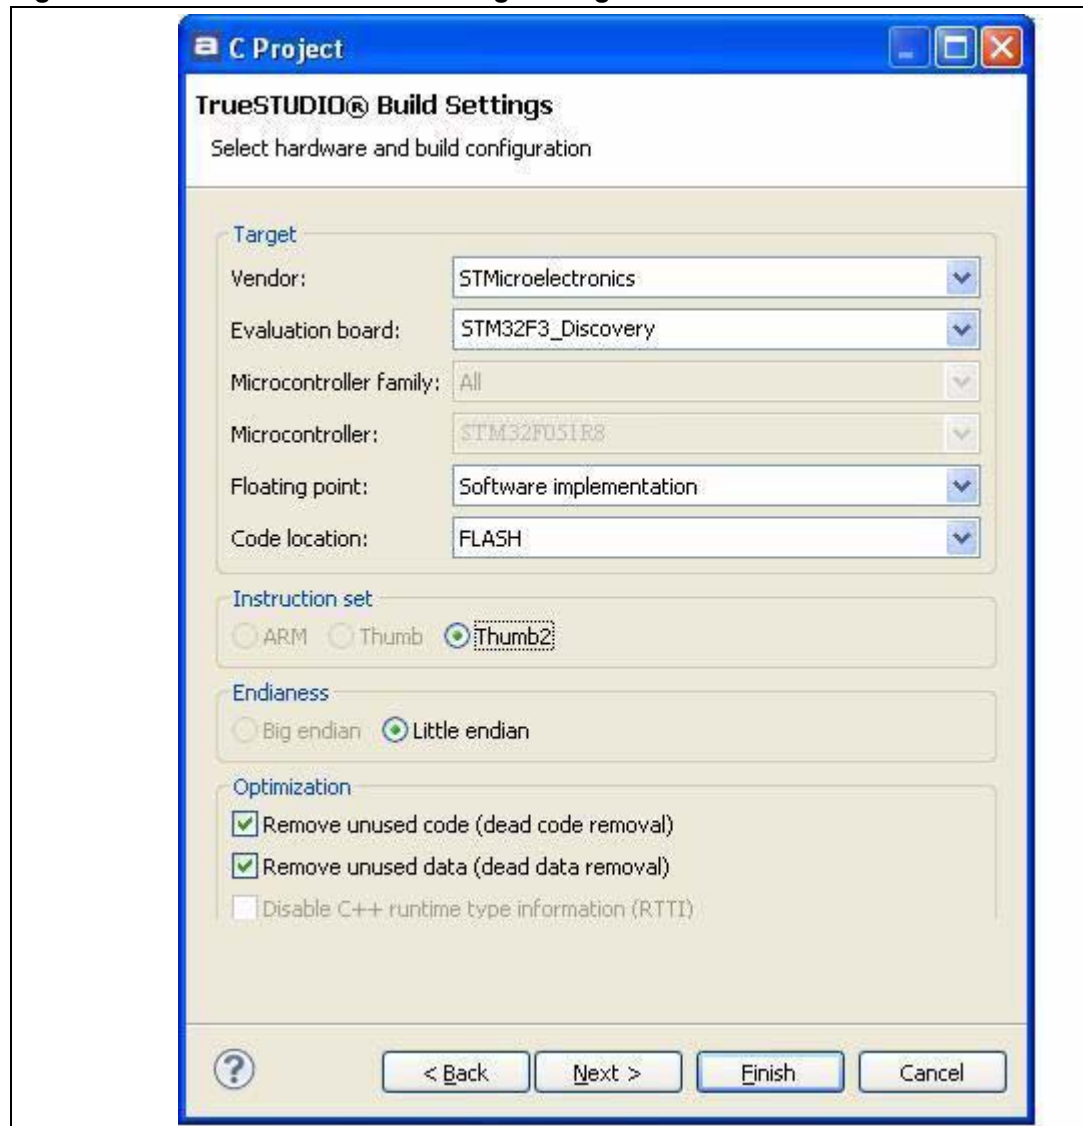 C Project
TrueSTUDIO® Build Settings
Select hardware and build configuration
Target
Vendor: STMicroelectronics
Evaluation board: STM32F3_Discovery
Microcontroller family: All
Microcontroller: STM32F051R8
Floating point: Software implementation
Code location: FLASH
Instruction set
ARM Thumb Thumb2
Endianess
Big endian Little endian
Optimization
Remove unused code (dead code removal)
Remove unused data (dead data removal)
Disable C++ runtime type information (RTTI)
? < Back Next > Finish Cancel